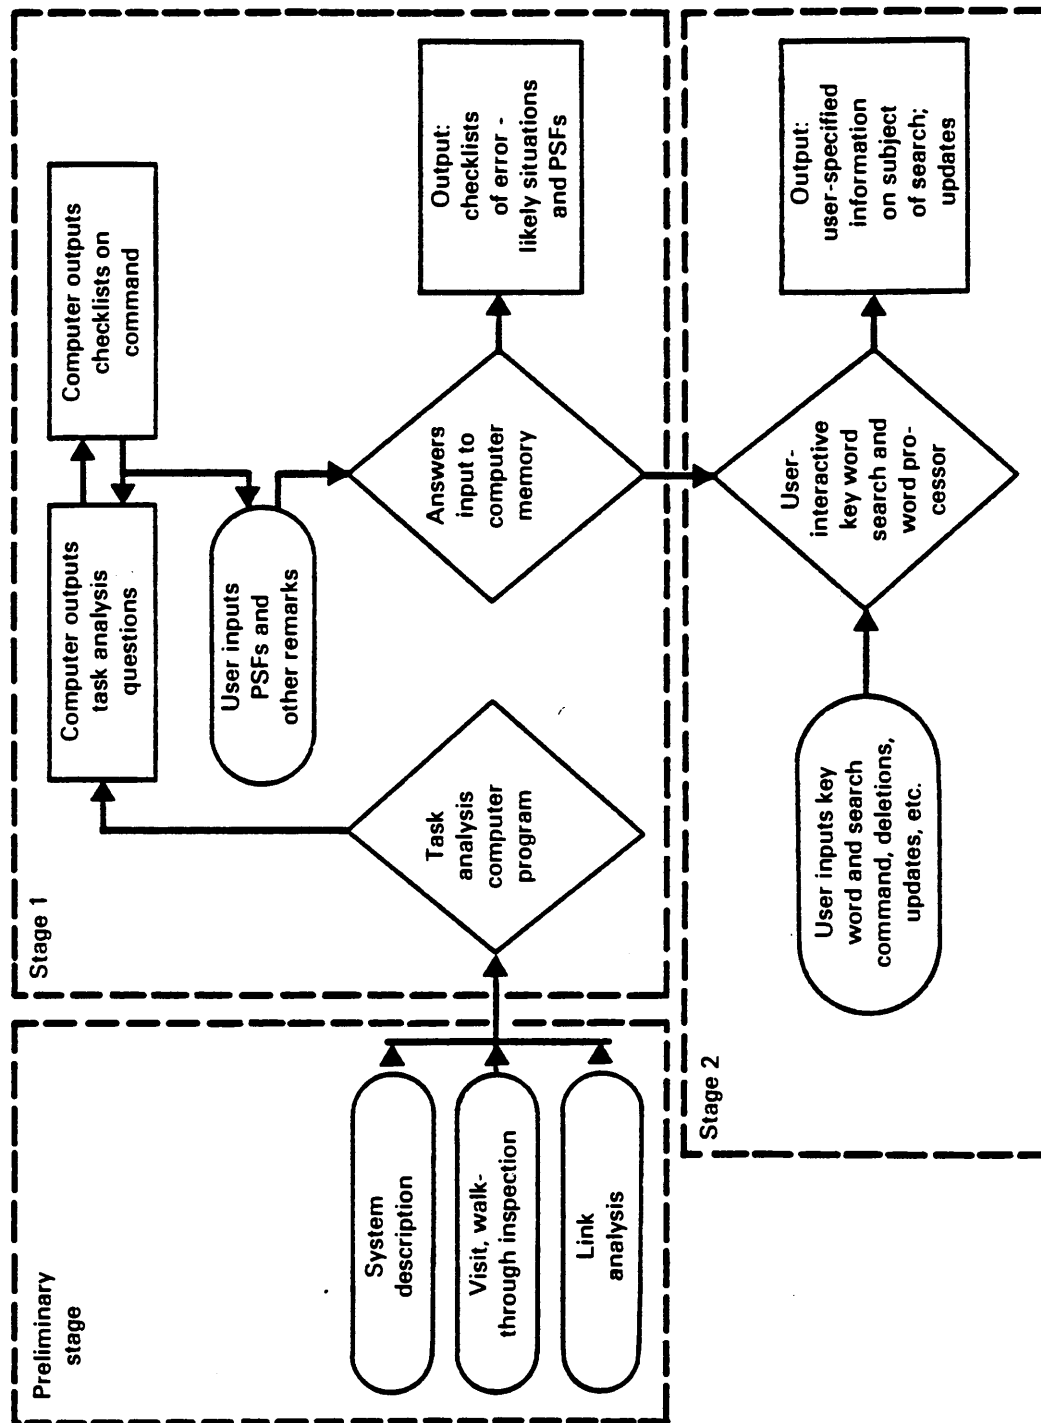 Preliminary
stage
System
description
Visit, walk-
through inspection
Link
analysis
Stage 1
Task
analysis
computer
program
Computer outputs
task analysis
questions
Computer outputs
checklists on
command
User inputs
PSFs and
other remarks
Answers
input to
computer
memory
Output:
checklists
of error -
likely situations
and PSFs
Stage 2
User inputs key
word and search
command, deletions,
updates, etc.
User-
interactive
key word
search and
word pro-
cessor
Output:
user-specified
information
on subject
of search;
updates